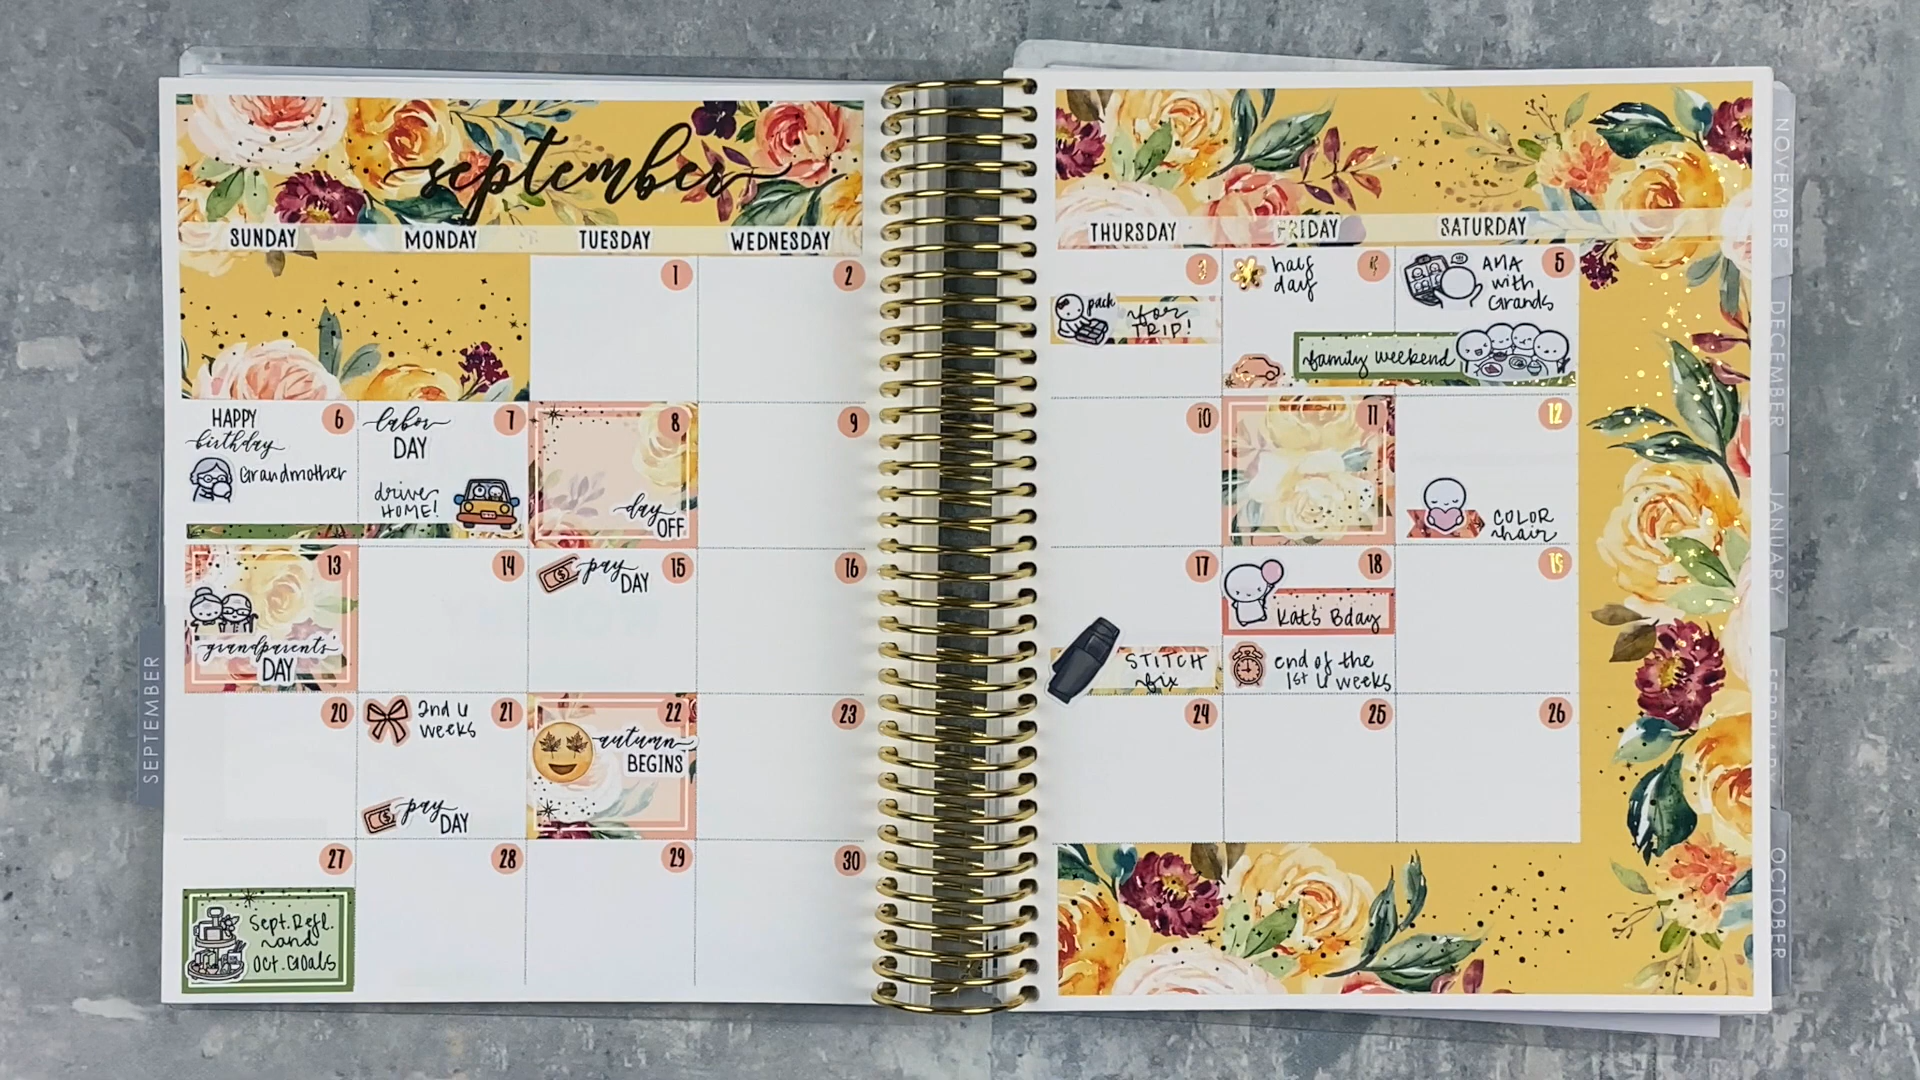 september
SUNDAY MONDAY TUESDAY WEDNESDAY
THURSDAY FRIDAY SATURDAY
1
2
3
pack
for
TRIP!
half
day
5
ANA
with
Grands
family weekend
6
HAPPY
birthday
Grandmother
7
labor
DAY
drive
HOME!
8
day
OFF
9
10
11
12
COLOR
hair
13
grandparents'
DAY
14
15
pay
DAY
16
17
STITCH
fix
18
Kat's Bday
end of the
1st 6 weeks
19
20
21
2nd 6
weeks
pay
DAY
22
autumn
BEGINS
23
24
25
26
27
Sept. Refl.
and
Oct. Goals
28
29
30
SEPTEMBER
NOVEMBER
DECEMBER
JANUARY
FEBRUARY
OCTOBER